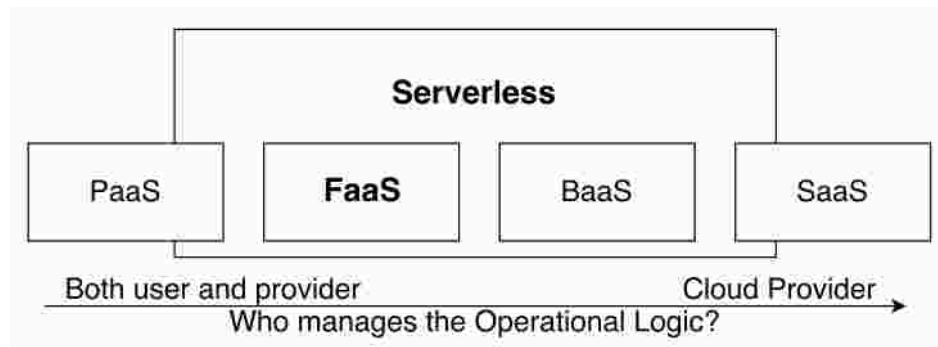 Serverless
PaaS
FaaS
BaaS
SaaS
Both user and provider
Cloud Provider
Who manages the Operational Logic?